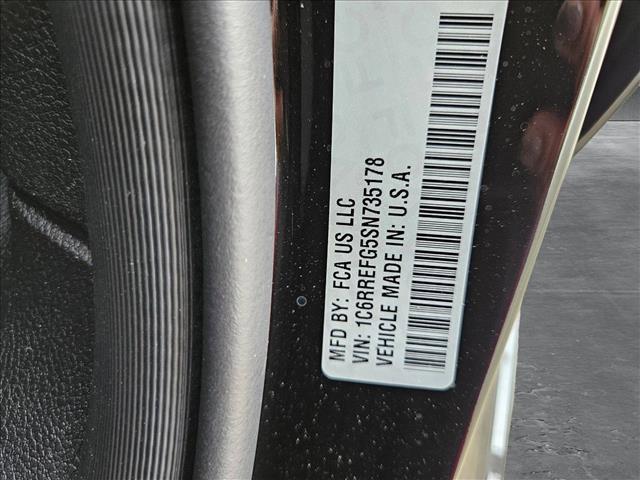 MFD BY: FCA US LLC
VIN: 1C6RREFG5SN735178
VEHICLE MADE IN: U.S.A.